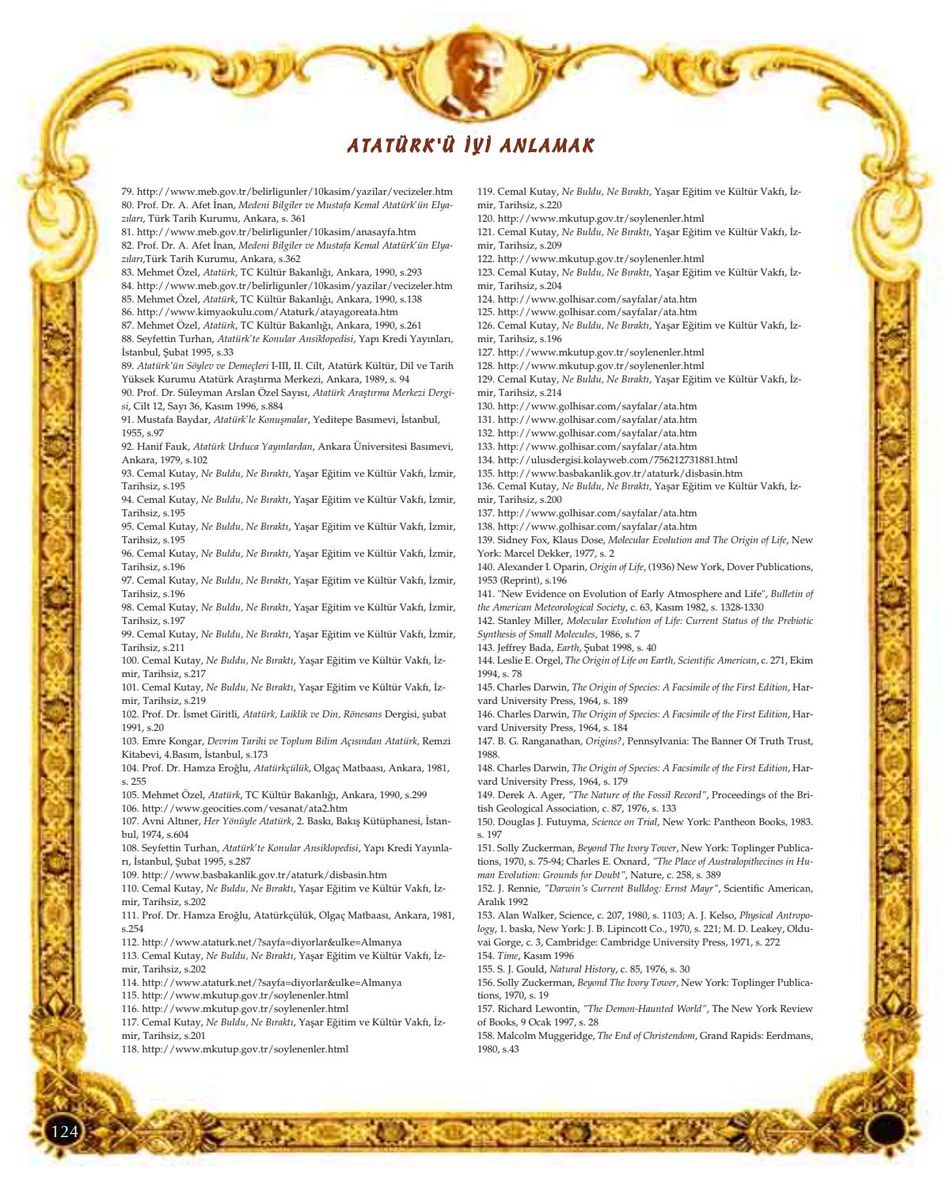 ATATÜRK'Ü İYİ ANLAMAK
79. http://www.meb.gov.tr/belirligunler/10kasim/yazilar/vecizeler.htm
80. Prof. Dr. A. Afet İnan, Medeni Bilgiler ve Mustafa Kemal Atatürk'ün Elya-
zıları, Türk Tarih Kurumu, Ankara, s. 361
81. http://www.meb.gov.tr/belirligunler/10kasim/anasayfa.htm
82. Prof. Dr. A. Afet İnan, Medeni Bilgiler ve Mustafa Kemal Atatürk'ün Elya-
zıları,Türk Tarih Kurumu, Ankara, s.362
83. Mehmet Özel, Atatürk, TC Kültür Bakanlığı, Ankara, 1990, s.293
84. http://www.meb.gov.tr/belirligunler/10kasim/yazilar/vecizeler.htm
85. Mehmet Özel, Atatürk, TC Kültür Bakanlığı, Ankara, 1990, s.138
86. http://www.kimyaokulu.com/Ataturk/atayagoreata.htm
87. Mehmet Özel, Atatürk, TC Kültür Bakanlığı, Ankara, 1990, s.261
88. Seyfettin Turhan, Atatürk'te Konular Ansiklopedisi, Yapı Kredi Yayınları,
İstanbul, Şubat 1995, s.33
89. Atatürk'ün Söylev ve Demeçleri I-III, II. Cilt, Atatürk Kültür, Dil ve Tarih
Yüksek Kurumu Atatürk Araştırma Merkezi, Ankara, 1989, s. 94
90. Prof. Dr. Süleyman Arslan Özel Sayısı, Atatürk Araştırma Merkezi Dergi-
si, Cilt 12, Sayı 36, Kasım 1996, s.884
91. Mustafa Baydar, Atatürk'le Konuşmalar, Yeditepe Basımevi, İstanbul,
1955, s.97
92. Hanif Fauk, Atatürk Urduca Yayınlardan, Ankara Üniversitesi Basımevi,
Ankara, 1979, s.102
93. Cemal Kutay, Ne Buldu, Ne Bıraktı, Yaşar Eğitim ve Kültür Vakfı, İzmir,
Tarihsiz, s.195
94. Cemal Kutay, Ne Buldu, Ne Bıraktı, Yaşar Eğitim ve Kültür Vakfı, İzmir,
Tarihsiz, s.195
95. Cemal Kutay, Ne Buldu, Ne Bıraktı, Yaşar Eğitim ve Kültür Vakfı, İzmir,
Tarihsiz, s.195
96. Cemal Kutay, Ne Buldu, Ne Bıraktı, Yaşar Eğitim ve Kültür Vakfı, İzmir,
Tarihsiz, s.196
97. Cemal Kutay, Ne Buldu, Ne Bıraktı, Yaşar Eğitim ve Kültür Vakfı, İzmir,
Tarihsiz, s.196
98. Cemal Kutay, Ne Buldu, Ne Bıraktı, Yaşar Eğitim ve Kültür Vakfı, İzmir,
Tarihsiz, s.197
99. Cemal Kutay, Ne Buldu, Ne Bıraktı, Yaşar Eğitim ve Kültür Vakfı, İzmir,
Tarihsiz, s.211
100. Cemal Kutay, Ne Buldu, Ne Bıraktı, Yaşar Eğitim ve Kültür Vakfı, İz-
mir, Tarihsiz, s.217
101. Cemal Kutay, Ne Buldu, Ne Bıraktı, Yaşar Eğitim ve Kültür Vakfı, İz-
mir, Tarihsiz, s.219
102. Prof. Dr. İsmet Giritli, Atatürk, Laiklik ve Din, Rönesans Dergisi, şubat
1991, s.20
103. Emre Kongar, Devrim Tarihi ve Toplum Bilim Açısından Atatürk, Remzi
Kitabevi, 4.Basım, İstanbul, s.173
104. Prof. Dr. Hamza Eroğlu, Atatürkçülük, Olgaç Matbaası, Ankara, 1981,
s. 255
105. Mehmet Özel, Atatürk, TC Kültür Bakanlığı, Ankara, 1990, s.299
106. http://www.geocities.com/vesanat/ata2.htm
107. Avni Altıner, Her Yönüyle Atatürk, 2. Baskı, Bakış Kütüphanesi, İstan-
bul, 1974, s.604
108. Seyfettin Turhan, Atatürk'te Konular Ansiklopedisi, Yapı Kredi Yayınla-
rı, İstanbul, Şubat 1995, s.287
109. http://www.basbakanlik.gov.tr/ataturk/disbasin.htm
110. Cemal Kutay, Ne Buldu, Ne Bıraktı, Yaşar Eğitim ve Kültür Vakfı, İz-
mir, Tarihsiz, s.202
111. Prof. Dr. Hamza Eroğlu, Atatürkçülük, Olgaç Matbaası, Ankara, 1981,
s.254
112. http://www.ataturk.net/?sayfa=diyorlar&ulke=Almanya
113. Cemal Kutay, Ne Buldu, Ne Bıraktı, Yaşar Eğitim ve Kültür Vakfı, İz-
mir, Tarihsiz, s.202
114. http://www.ataturk.net/?sayfa=diyorlar&ulke=Almanya
115. http://www.mkutup.gov.tr/soylenenler.html
116. http://www.mkutup.gov.tr/soylenenler.html
117. Cemal Kutay, Ne Buldu, Ne Bıraktı, Yaşar Eğitim ve Kültür Vakfı, İz-
mir, Tarihsiz, s.201
118. http://www.mkutup.gov.tr/soylenenler.html
119. Cemal Kutay, Ne Buldu, Ne Bıraktı, Yaşar Eğitim ve Kültür Vakfı, İz-
mir, Tarihsiz, s.220
120. http://www.mkutup.gov.tr/soylenenler.html
121. Cemal Kutay, Ne Buldu, Ne Bıraktı, Yaşar Eğitim ve Kültür Vakfı, İz-
mir, Tarihsiz, s.209
122. http://www.mkutup.gov.tr/soylenenler.html
123. Cemal Kutay, Ne Buldu, Ne Bıraktı, Yaşar Eğitim ve Kültür Vakfı, İz-
mir, Tarihsiz, s.204
124. http://www.golhisar.com/sayfalar/ata.htm
125. http://www.golhisar.com/sayfalar/ata.htm
126. Cemal Kutay, Ne Buldu, Ne Bıraktı, Yaşar Eğitim ve Kültür Vakfı, İz-
mir, Tarihsiz, s.196
127. http://www.mkutup.gov.tr/soylenenler.html
128. http://www.mkutup.gov.tr/soylenenler.html
129. Cemal Kutay, Ne Buldu, Ne Bıraktı, Yaşar Eğitim ve Kültür Vakfı, İz-
mir, Tarihsiz, s.214
130. http://www.golhisar.com/sayfalar/ata.htm
131. http://www.golhisar.com/sayfalar/ata.htm
132. http://www.golhisar.com/sayfalar/ata.htm
133. http://www.golhisar.com/sayfalar/ata.htm
134. http://ulusdergisi.kolayweb.com/756212731881.html
135. http://www.basbakanlik.gov.tr/ataturk/disbasin.htm
136. Cemal Kutay, Ne Buldu, Ne Bıraktı, Yaşar Eğitim ve Kültür Vakfı, İz-
mir, Tarihsiz, s.200
137. http://www.golhisar.com/sayfalar/ata.htm
138. http://www.golhisar.com/sayfalar/ata.htm
139. Sidney Fox, Klaus Dose, Molecular Evolution and The Origin of Life, New
York: Marcel Dekker, 1977, s. 2
140. Alexander I. Oparin, Origin of Life, (1936) New York, Dover Publications,
1953 (Reprint), s.196
141. "New Evidence on Evolution of Early Atmosphere and Life", Bulletin of
the American Meteorological Society, c. 63, Kasım 1982, s. 1328-1330
142. Stanley Miller, Molecular Evolution of Life: Current Status of the Prebiotic
Synthesis of Small Molecules, 1986, s. 7
143. Jeffrey Bada, Earth, Şubat 1998, s. 40
144. Leslie E. Orgel, The Origin of Life on Earth, Scientific American, c. 271, Ekim
1994, s. 78
145. Charles Darwin, The Origin of Species: A Facsimile of the First Edition, Har-
vard University Press, 1964, s. 189
146. Charles Darwin, The Origin of Species: A Facsimile of the First Edition, Har-
vard University Press, 1964, s. 184
147. B. G. Ranganathan, Origins?, Pennsylvania: The Banner Of Truth Trust,
1988.
148. Charles Darwin, The Origin of Species: A Facsimile of the First Edition, Har-
vard University Press, 1964, s. 179
149. Derek A. Ager, "The Nature of the Fossil Record", Proceedings of the Bri-
tish Geological Association, c. 87, 1976, s. 133
150. Douglas J. Futuyma, Science on Trial, New York: Pantheon Books, 1983.
s. 197
151. Solly Zuckerman, Beyond The Ivory Tower, New York: Toplinger Publica-
tions, 1970, s. 75-94; Charles E. Oxnard, "The Place of Australopithecines in Hu-
man Evolution: Grounds for Doubt", Nature, c. 258, s. 389
152. J. Rennie, "Darwin's Current Bulldog: Ernst Mayr", Scientific American,
Aralık 1992
153. Alan Walker, Science, c. 207, 1980, s. 1103; A. J. Kelso, Physical Antropo-
logy, 1. baskı, New York: J. B. Lipincott Co., 1970, s. 221; M. D. Leakey, Oldu-
vai Gorge, c. 3, Cambridge: Cambridge University Press, 1971, s. 272
154. Time, Kasım 1996
155. S. J. Gould, Natural History, c. 85, 1976, s. 30
156. Solly Zuckerman, Beyond The Ivory Tower, New York: Toplinger Publica-
tions, 1970, s. 19
157. Richard Lewontin, "The Demon-Haunted World", The New York Review
of Books, 9 Ocak 1997, s. 28
158. Malcolm Muggeridge, The End of Christendom, Grand Rapids: Eerdmans,
1980, s.43
124